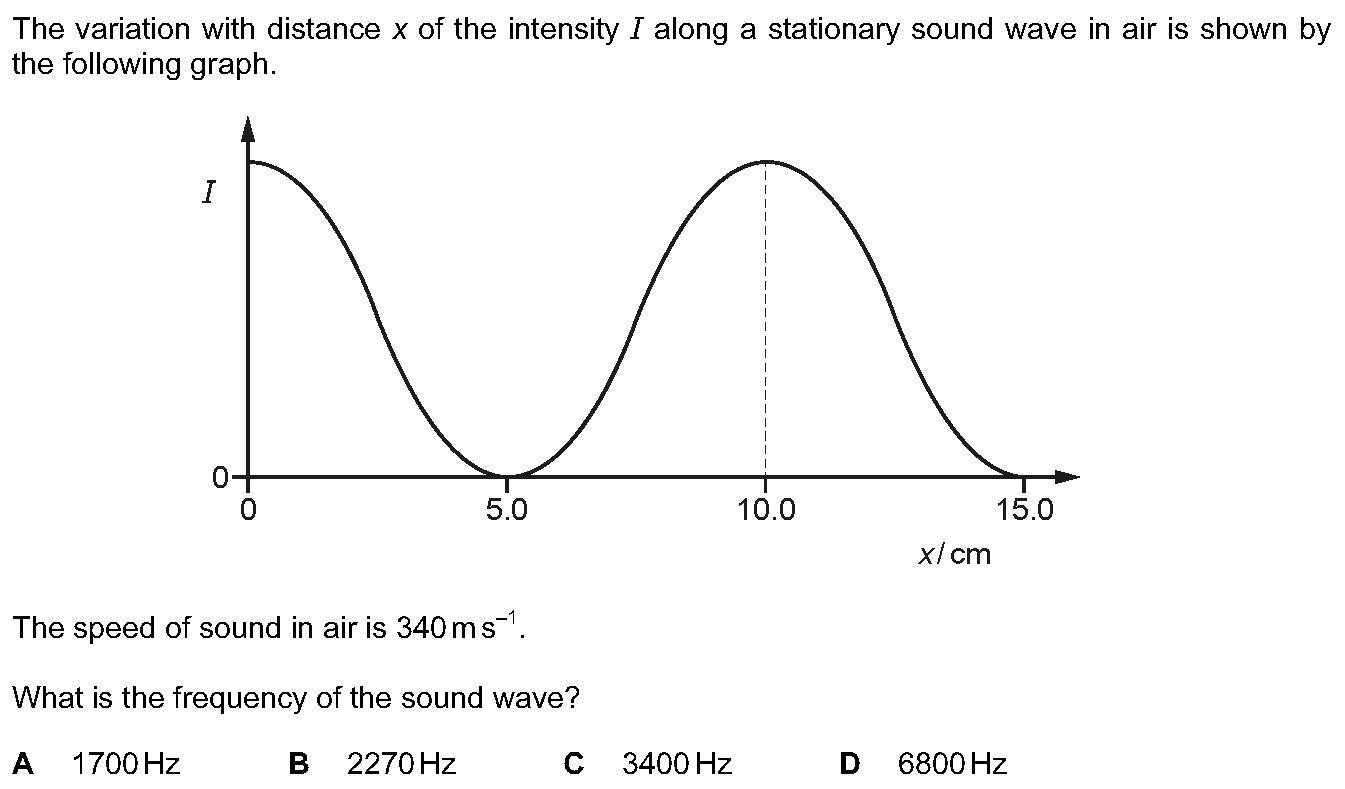 The variation with distance x of the intensity I along a stationary sound wave in air is shown by
the following graph.
I
0
0 5.0 10.0 15.0
x/cm
The speed of sound in air is 340 m s⁻¹.
What is the frequency of the sound wave?
A 1700 Hz B 2270 Hz C 3400 Hz D 6800 Hz